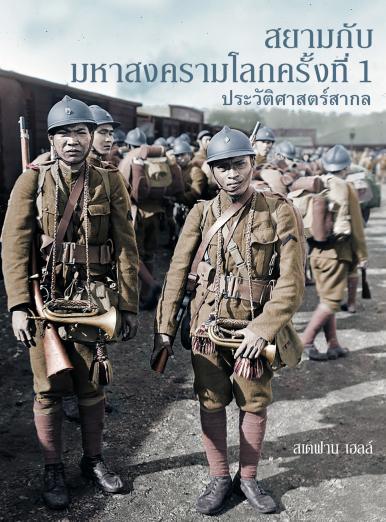 สยามกับ
มหาสงครามโลกครั้งที่ 1
ประวัติศาสตร์สากล
สเตฟาน เฮลล์